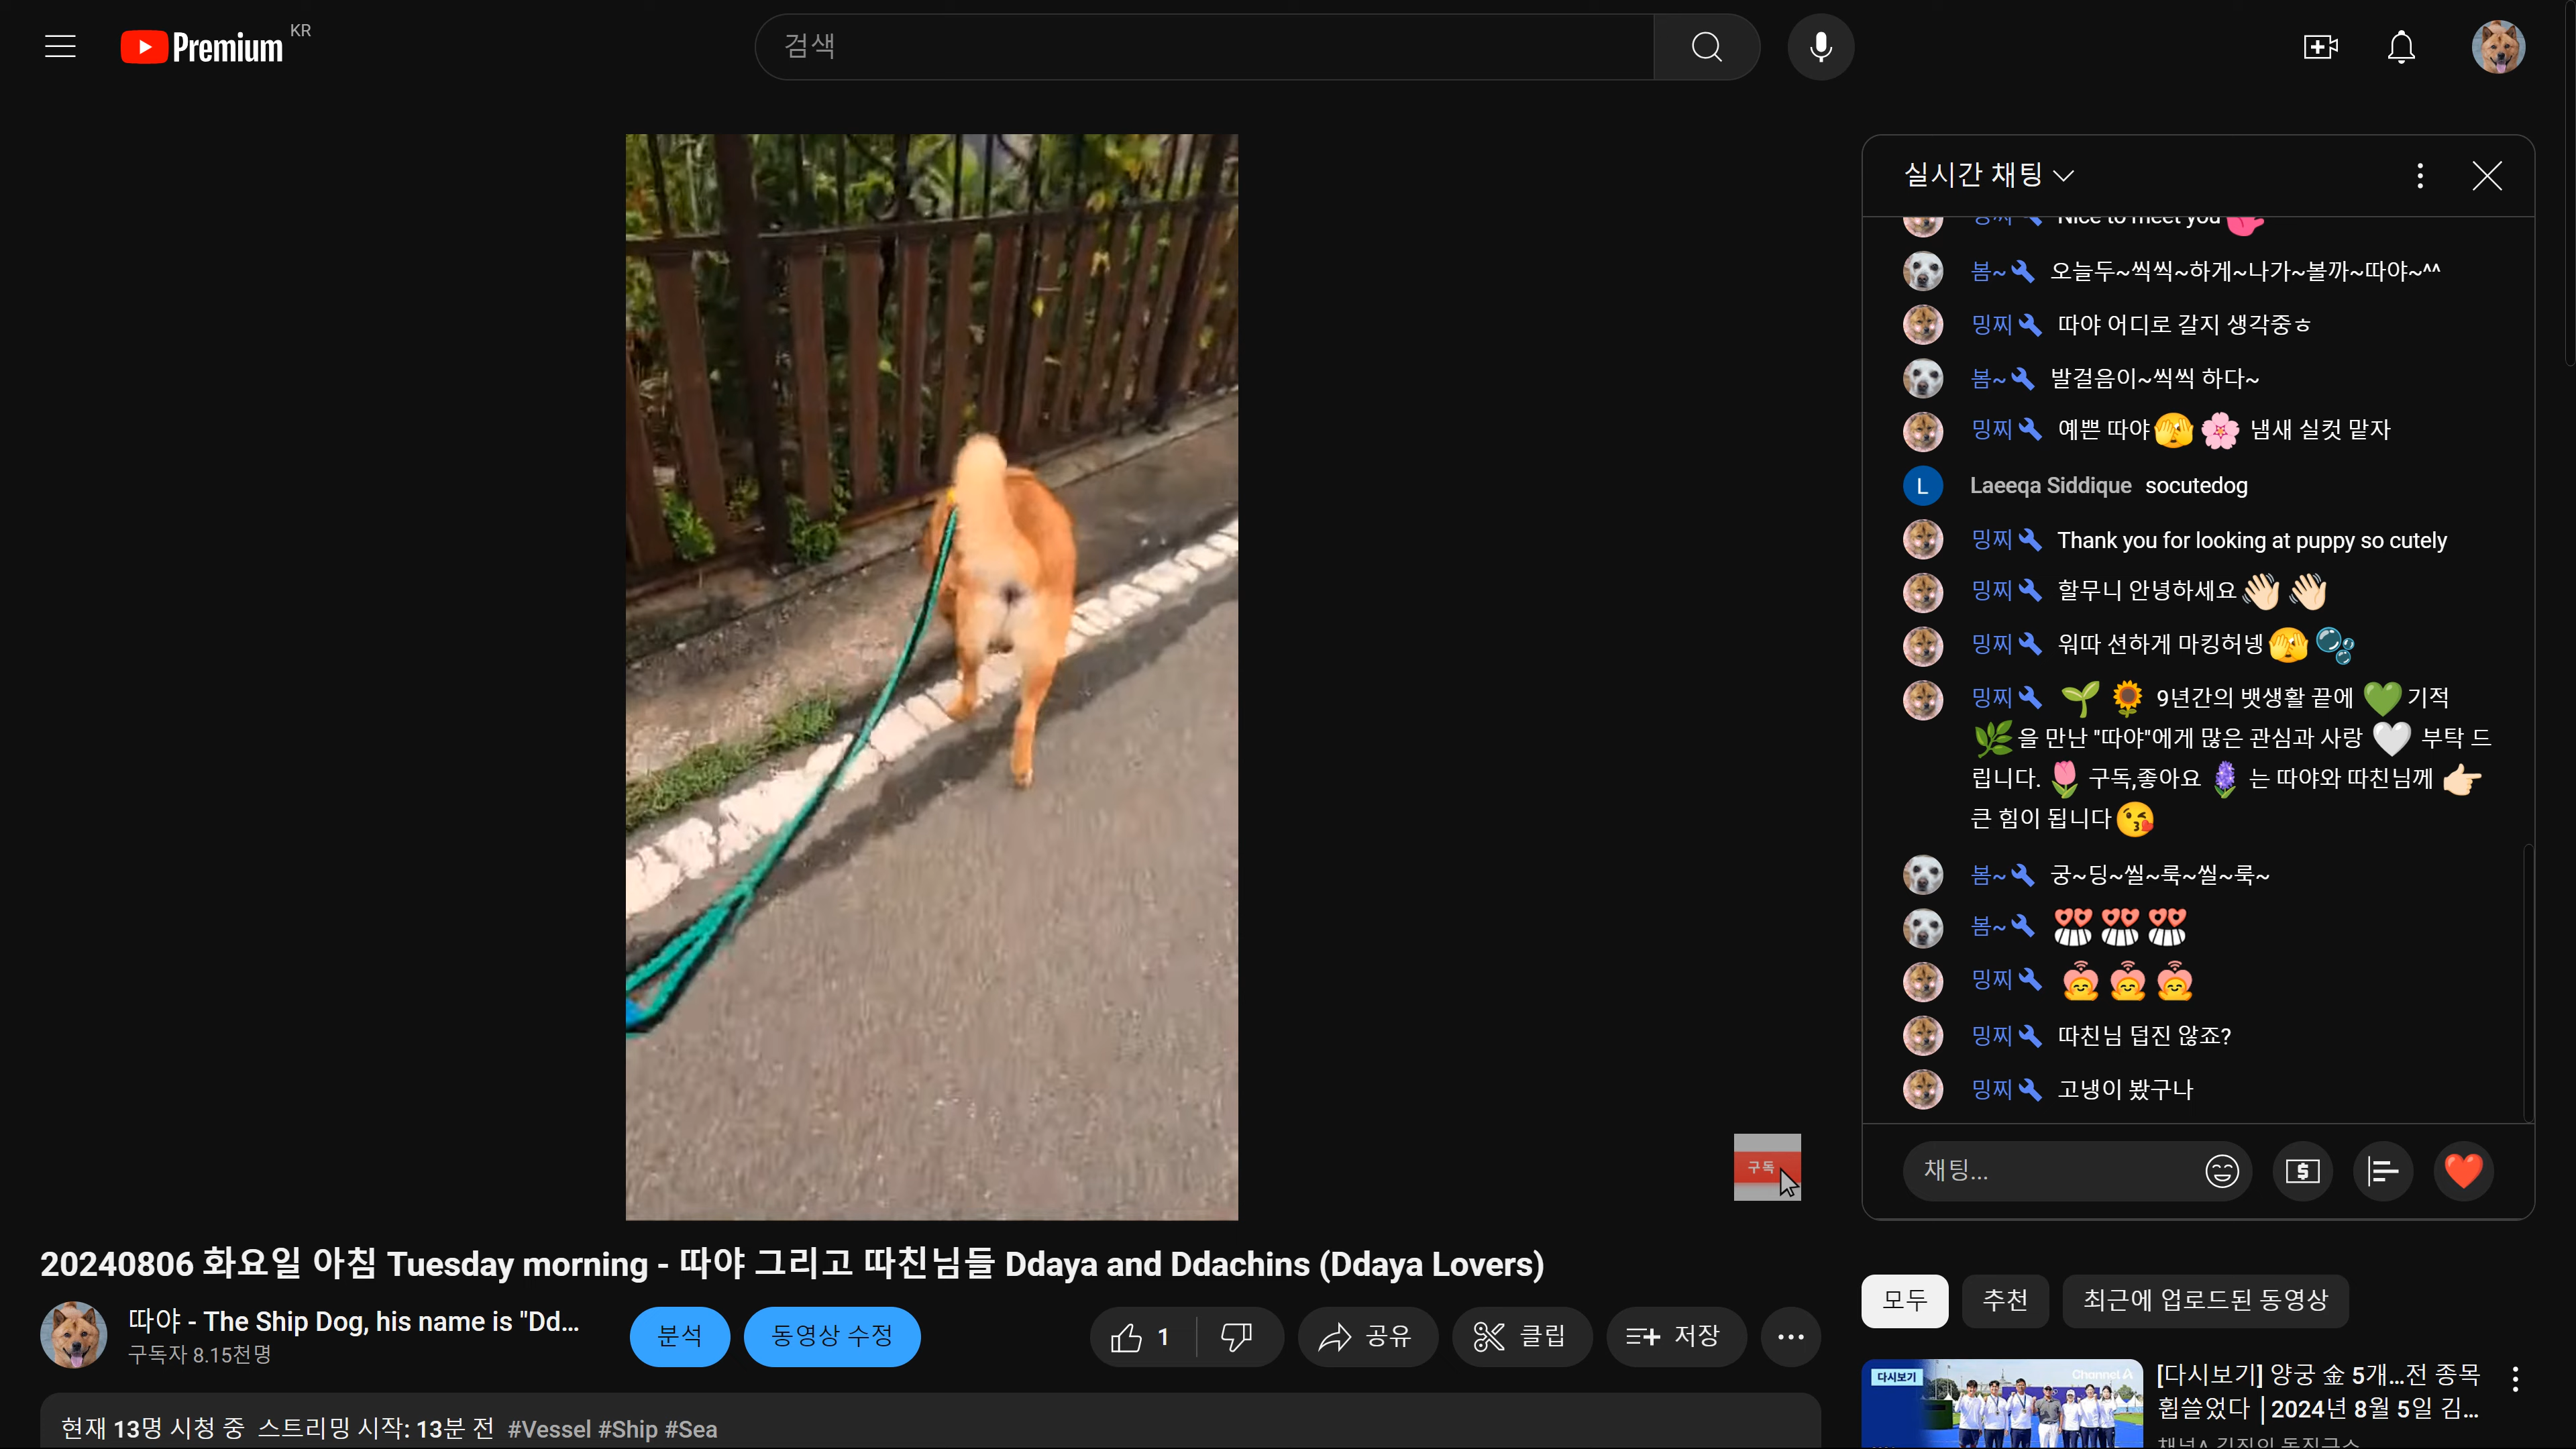 Premium KR
검색
실시간 채팅
밍찌 Nice to meet you
봄~ 오늘두~씩씩~하게~나가~볼까~따야~^^
밍찌 따야 어디로 갈지 생각중ㅎ
봄~ 발걸음이~씩씩 하다~
밍찌 예쁜 따야🫣🌸 냄새 실컷 맡자
L Laeeqa Siddique socutedog
밍찌 Thank you for looking at puppy so cutely
밍찌 할무니 안녕하세요👋🏻👋🏻
밍찌 워따 션하게 마킹허넹🫣🫧
밍찌 🌱🌻 9년간의 뱃생활 끝에 💚기적
🌿을 만난 "따야"에게 많은 관심과 사랑 🤍 부탁 드
립니다.🌷구독,좋아요 🪻 는 따야와 따친님께 👉🏻
큰 힘이 됩니다😘
봄~ 궁~딩~씰~룩~씰~룩~
봄~
밍찌
밍찌 따친님 덥진 않죠?
밍찌 고냉이 봤구나
구독
채팅...
20240806 화요일 아침 Tuesday morning - 따야 그리고 따친님들 Ddaya and Ddachins (Ddaya Lovers)
따야 - The Ship Dog, his name is "Dd...
구독자 8.15천명
분석
동영상 수정
1
공유
클립
저장
현재 13명 시청 중 스트리밍 시작: 13분 전 #Vessel #Ship #Sea
모두
추천
최근에 업로드된 동영상
다시보기
Channel A
[다시보기] 양궁 金 5개...전 종목
휩쓸었다 | 2024년 8월 5일 김...